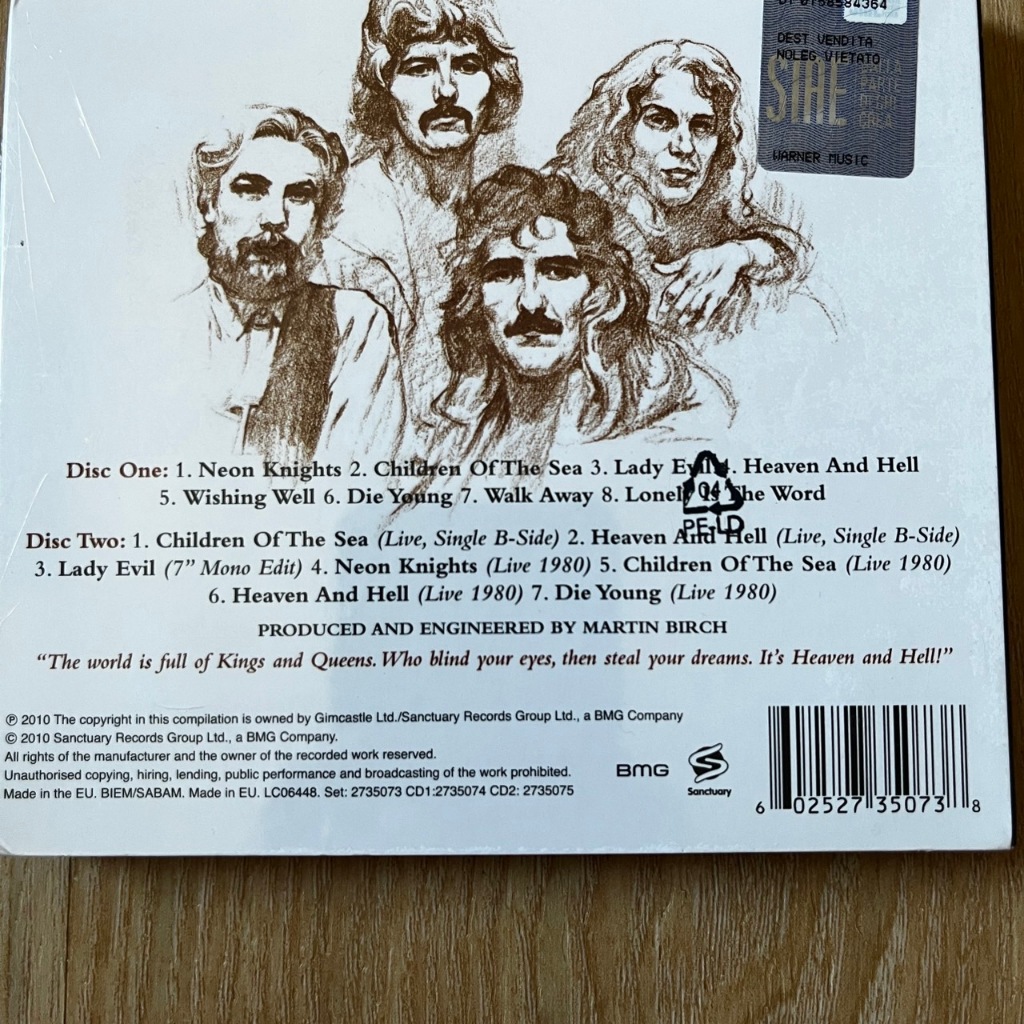 0158584364
DEST VENDITA
NOLEG.VIETATO
SIAE
WARNER MUSIC
Disc One: 1. Neon Knights 2. Children Of The Sea 3. Lady Evil 4. Heaven And Hell
5. Wishing Well 6. Die Young 7. Walk Away 8. Lonely Is The Word
04
PE-LD
Disc Two: 1. Children Of The Sea (Live, Single B-Side) 2. Heaven And Hell (Live, Single B-Side)
3. Lady Evil (7” Mono Edit) 4. Neon Knights (Live 1980) 5. Children Of The Sea (Live 1980)
6. Heaven And Hell (Live 1980) 7. Die Young (Live 1980)
PRODUCED AND ENGINEERED BY MARTIN BIRCH
“The world is full of Kings and Queens. Who blind your eyes, then steal your dreams. It’s Heaven and Hell!”
℗ 2010 The copyright in this compilation is owned by Gimcastle Ltd./Sanctuary Records Group Ltd., a BMG Company
© 2010 Sanctuary Records Group Ltd., a BMG Company.
All rights of the manufacturer and the owner of the recorded work reserved.
Unauthorised copying, hiring, lending, public performance and broadcasting of the work prohibited.
Made in the EU. BIEM/SABAM. Made in EU. LC06448. Set: 2735073 CD1:2735074 CD2: 2735075
BMG
Sanctuary
6 02527 35073 8